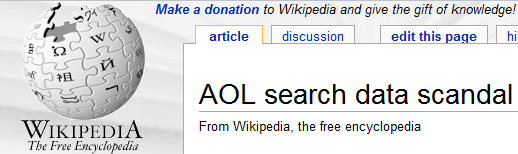 Make a donation to Wikipedia and give the gift of knowledge!
article discussion edit this page hi
AOL search data scandal
From Wikipedia, the free encyclopedia
WIKIPEDIA
The Free Encyclopedia